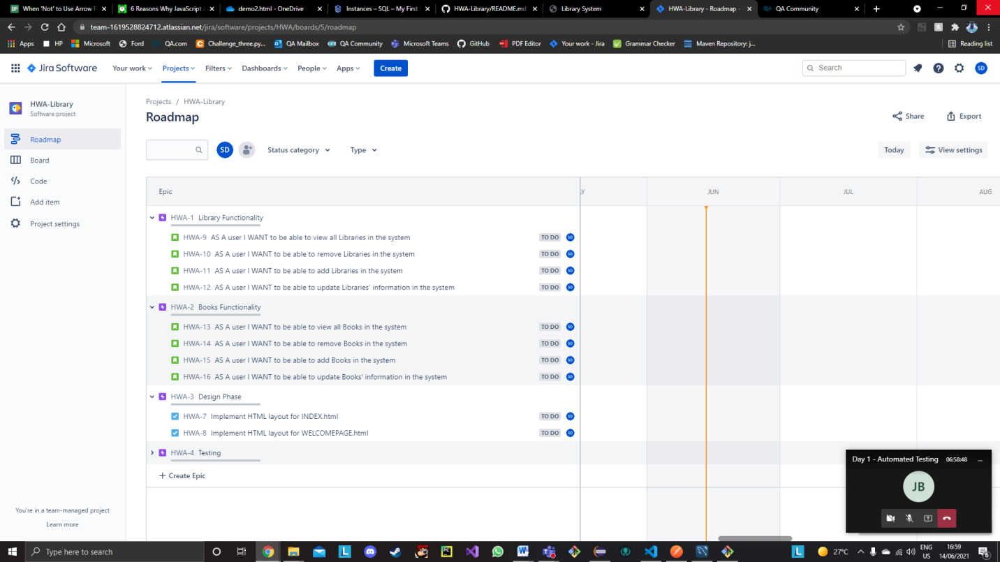 When 'Not' to Use Arrow F
6 Reasons Why JavaScript
demo2.html - OneDrive
Instances – SQL – My First
HWA-Library/README.md
Library System
HWA-Library - Roadmap -
QA Community
team-1619528824712.atlassian.net/jira/software/projects/HWA/boards/5/roadmap
Apps
HP
Microsoft
Ford
QA.com
Challenge_three.py...
QA Mailbox
QA Community
Microsoft Teams
GitHub
PDF Editor
Your work - Jira
Grammar Checker
Maven Repository: j...
Reading list
Jira Software
Your work
Projects
Filters
Dashboards
People
Apps
Create
Search
SD
HWA-Library
Software project
Roadmap
Board
Code
Add item
Project settings
You're in a team-managed project
Learn more
Projects / HWA-Library
Roadmap
Share
Export
SD
Status category
Type
Today
View settings
Epic
JUN
JUL
AUG
HWA-1 Library Functionality
HWA-9 AS A user I WANT to be able to view all Libraries in the system TO DO SD
HWA-10 AS A user I WANT to be able to remove Libraries in the system TO DO SD
HWA-11 AS A user I WANT to be able to add Libraries in the system TO DO SD
HWA-12 AS A user I WANT to be able to update Libraries' information in the system TO DO SD
HWA-2 Books Functionality
HWA-13 AS A user I WANT to be able to view all Books in the system TO DO SD
HWA-14 AS A user I WANT to be able to remove Books in the system TO DO SD
HWA-15 AS A user I WANT to be able to add Books in the system TO DO SD
HWA-16 AS A user I WANT to be able to update Books' information in the system TO DO SD
HWA-3 Design Phase
HWA-7 Implement HTML layout for INDEX.html TO DO SD
HWA-8 Implement HTML layout for WELCOMEPAGE.html TO DO SD
HWA-4 Testing
+ Create Epic
Day 1 - Automated Testing 06:58:48
JB
Type here to search
27°C
ENG
US
16:59
14/06/2021
6